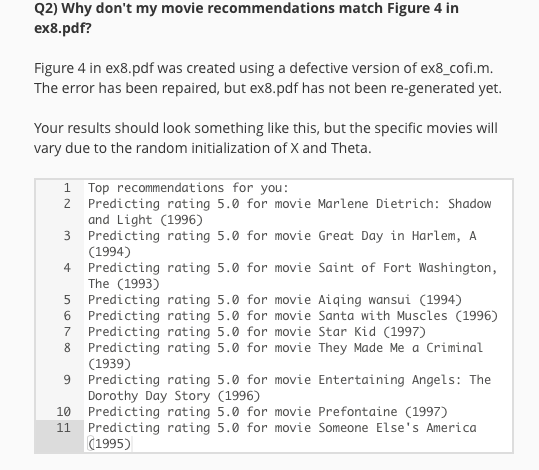 Q2) Why don't my movie recommendations match Figure 4 in
ex8.pdf?
Figure 4 in ex8.pdf was created using a defective version of ex8_cofi.m.
The error has been repaired, but ex8.pdf has not been re-generated yet.
Your results should look something like this, but the specific movies will
vary due to the random initialization of X and Theta.
1 Top recommendations for you:
2 Predicting rating 5.0 for movie Marlene Dietrich: Shadow
and Light (1996)
3 Predicting rating 5.0 for movie Great Day in Harlem, A
(1994)
4 Predicting rating 5.0 for movie Saint of Fort Washington,
The (1993)
5 Predicting rating 5.0 for movie Aiqing wansui (1994)
6 Predicting rating 5.0 for movie Santa with Muscles (1996)
7 Predicting rating 5.0 for movie Star Kid (1997)
8 Predicting rating 5.0 for movie They Made Me a Criminal
(1939)
9 Predicting rating 5.0 for movie Entertaining Angels: The
Dorothy Day Story (1996)
10 Predicting rating 5.0 for movie Prefontaine (1997)
11 Predicting rating 5.0 for movie Someone Else's America
(1995)